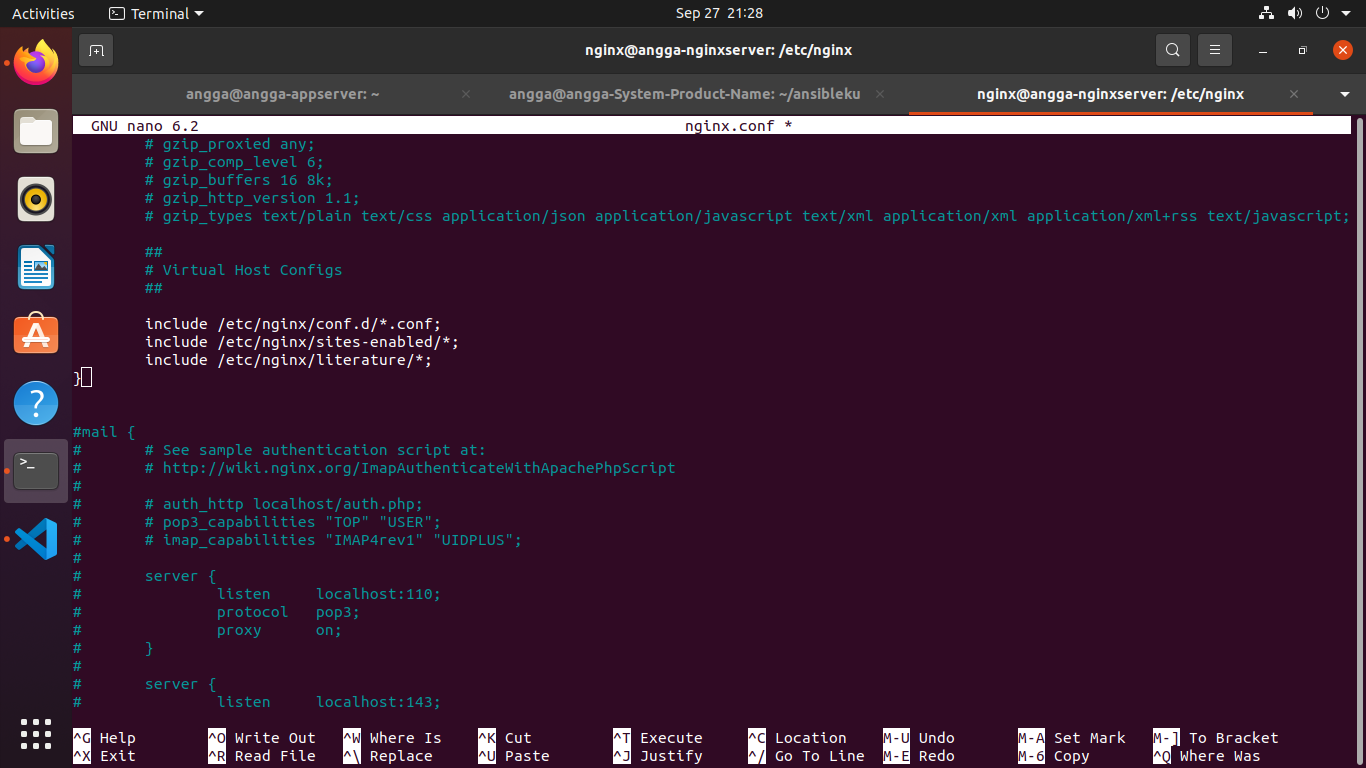 Activities Terminal Sep 27 21:28
nginx@angga-nginxserver: /etc/nginx
angga@angga-appserver: ~ angga@angga-System-Product-Name: ~/ansibleku nginx@angga-nginxserver: /etc/nginx
GNU nano 6.2 nginx.conf *
# gzip_proxied any;
# gzip_comp_level 6;
# gzip_buffers 16 8k;
# gzip_http_version 1.1;
# gzip_types text/plain text/css application/json application/javascript text/xml application/xml application/xml+rss text/javascript;
##
# Virtual Host Configs
##
include /etc/nginx/conf.d/*.conf;
include /etc/nginx/sites-enabled/*;
include /etc/nginx/literature/*;
}
#mail {
# # See sample authentication script at:
# # http://wiki.nginx.org/ImapAuthenticateWithApachePhpScript
#
# # auth_http localhost/auth.php;
# # pop3_capabilities "TOP" "USER";
# # imap_capabilities "IMAP4rev1" "UIDPLUS";
#
# server {
# listen localhost:110;
# protocol pop3;
# proxy on;
# }
#
# server {
# listen localhost:143;
^G Help ^O Write Out ^W Where Is ^K Cut ^T Execute ^C Location M-U Undo M-A Set Mark M-] To Bracket
^X Exit ^R Read File ^\ Replace ^U Paste ^J Justify ^/ Go To Line M-E Redo M-6 Copy ^Q Where Was